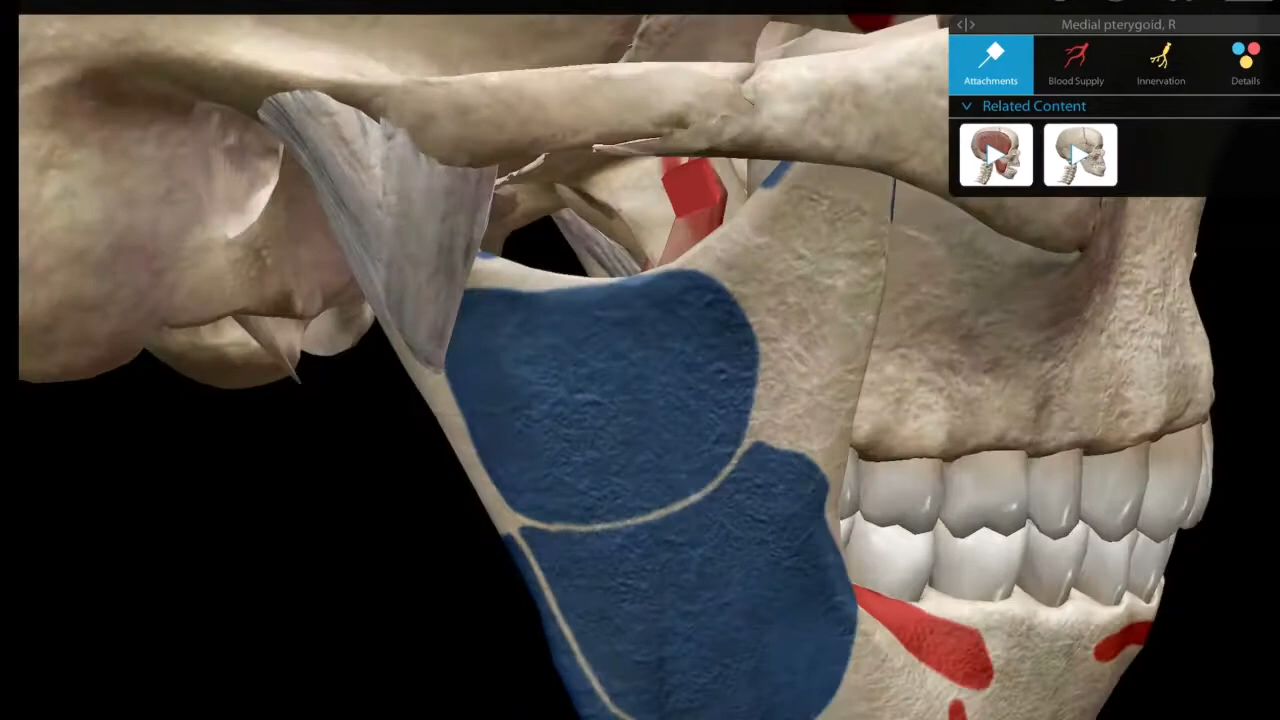 Medial pterygoid, R
Attachments
Blood Supply
Innervation
Details
Related Content